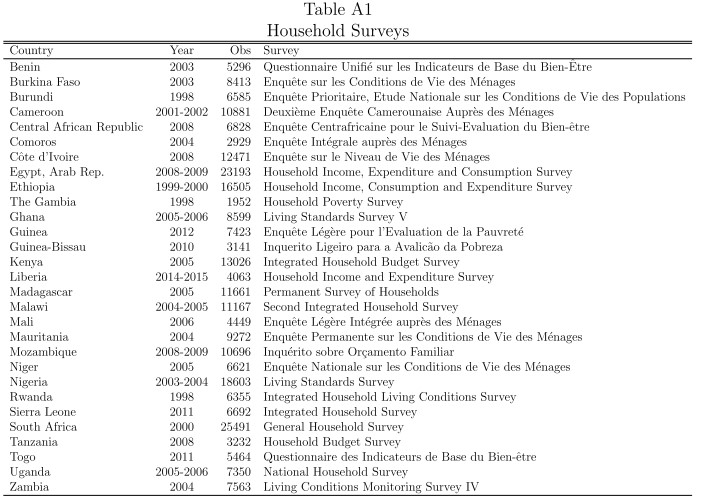 Table A1
Household Surveys
Country Year Obs Survey
Benin 2003 5296 Questionnaire Unifié sur les Indicateurs de Base du Bien-Être
Burkina Faso 2003 8413 Enquête sur les Conditions de Vie des Ménages
Burundi 1998 6585 Enquête Prioritaire, Etude Nationale sur les Conditions de Vie des Populations
Cameroon 2001-2002 10881 Deuxième Enquête Camerounaise Auprès des Ménages
Central African Republic 2008 6828 Enquête Centrafricaine pour le Suivi-Evaluation du Bien-être
Comoros 2004 2929 Enquête Intégrale auprès des Ménages
Côte d'Ivoire 2008 12471 Enquête sur le Niveau de Vie des Ménages
Egypt, Arab Rep. 2008-2009 23193 Household Income, Expenditure and Consumption Survey
Ethiopia 1999-2000 16505 Household Income, Consumption and Expenditure Survey
The Gambia 1998 1952 Household Poverty Survey
Ghana 2005-2006 8599 Living Standards Survey V
Guinea 2012 7423 Enquête Légère pour l'Evaluation de la Pauvreté
Guinea-Bissau 2010 3141 Inquerito Ligeiro para a Avalicão da Pobreza
Kenya 2005 13026 Integrated Household Budget Survey
Liberia 2014-2015 4063 Household Income and Expenditure Survey
Madagascar 2005 11661 Permanent Survey of Households
Malawi 2004-2005 11167 Second Integrated Household Survey
Mali 2006 4449 Enquête Légère Intégrée auprès des Ménages
Mauritania 2004 9272 Enquête Permanente sur les Conditions de Vie des Ménages
Mozambique 2008-2009 10696 Inquérito sobre Orçamento Familiar
Niger 2005 6621 Enquête Nationale sur les Conditions de Vie des Ménages
Nigeria 2003-2004 18603 Living Standards Survey
Rwanda 1998 6355 Integrated Household Living Conditions Survey
Sierra Leone 2011 6692 Integrated Household Survey
South Africa 2000 25491 General Household Survey
Tanzania 2008 3232 Household Budget Survey
Togo 2011 5464 Questionnaire des Indicateurs de Base du Bien-être
Uganda 2005-2006 7350 National Household Survey
Zambia 2004 7563 Living Conditions Monitoring Survey IV